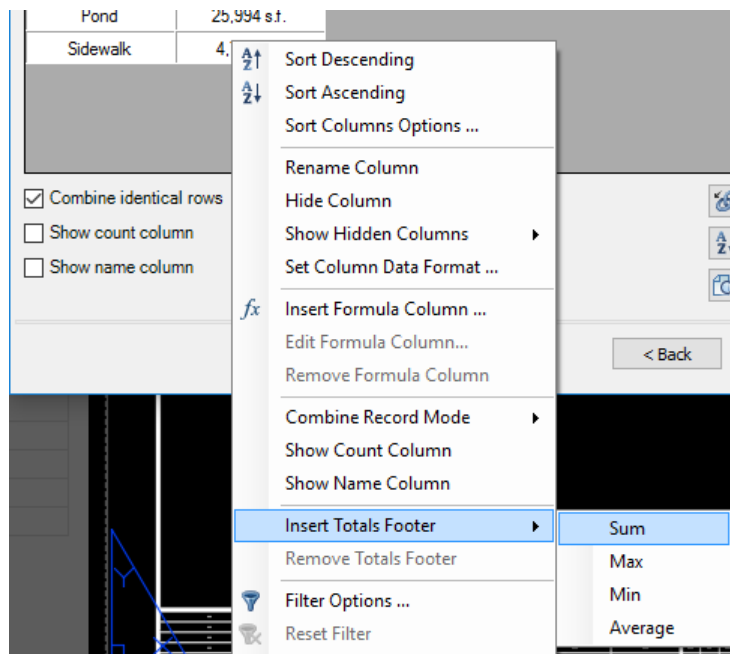 Pond 25,994 s.f.
Sidewalk 4,
Sort Descending
Sort Ascending
Sort Columns Options ...
Rename Column
Hide Column
Show Hidden Columns
Set Column Data Format ...
fx Insert Formula Column ...
Edit Formula Column...
Remove Formula Column
Combine Record Mode
Show Count Column
Show Name Column
Insert Totals Footer
Remove Totals Footer
Filter Options ...
Reset Filter
Combine identical rows
Show count column
Show name column
< Back
Sum
Max
Min
Average